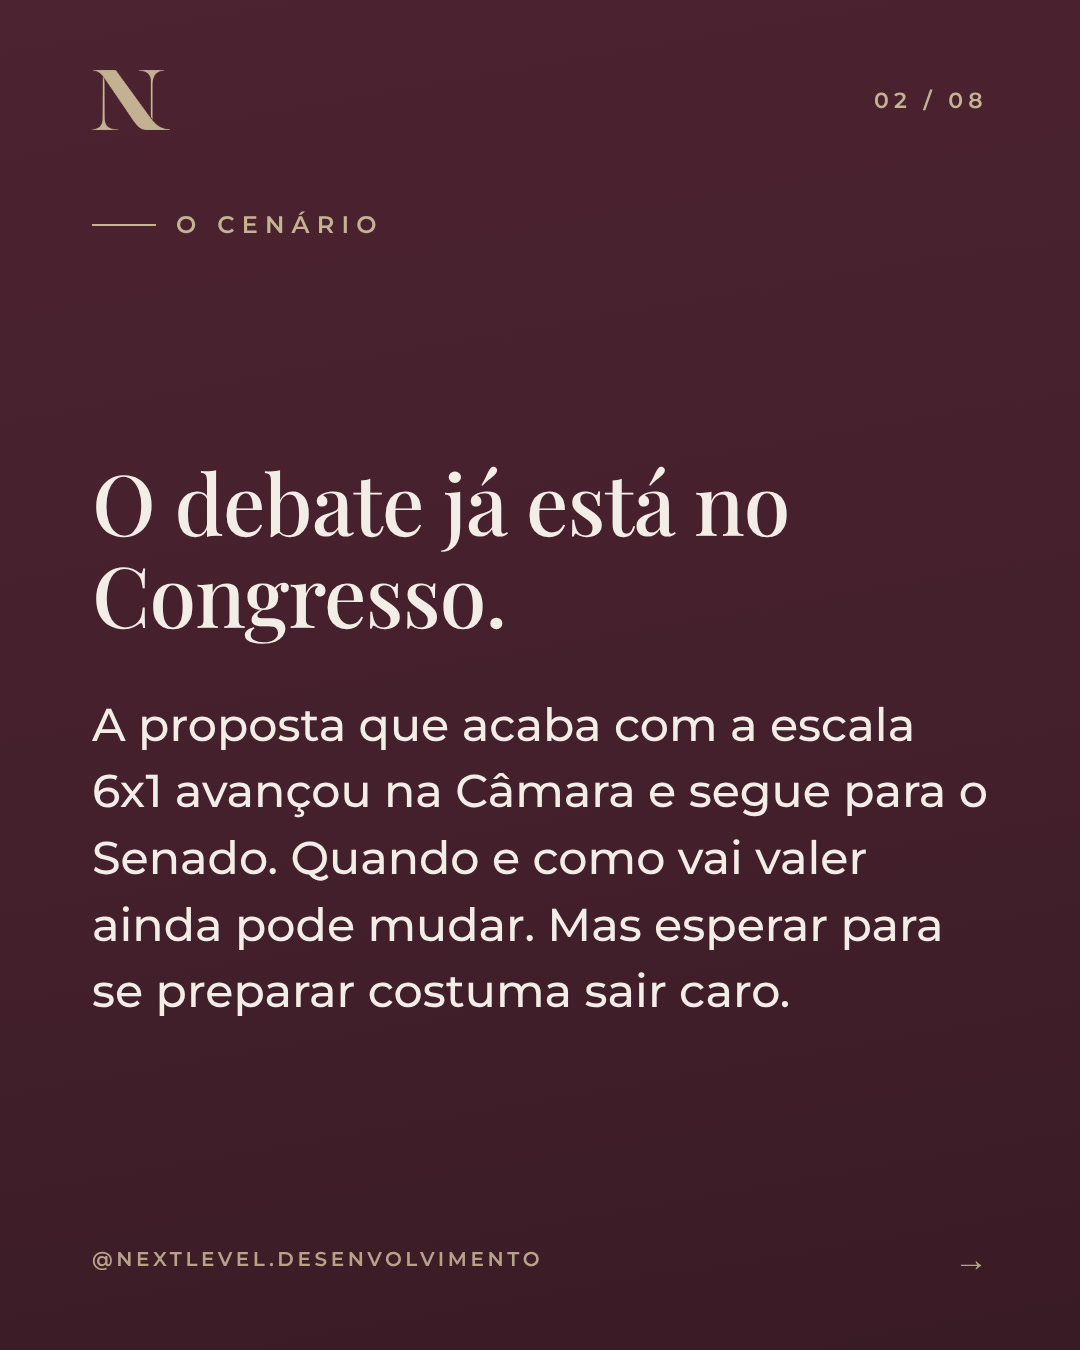 N
02 / 08
O CENÁRIO
O debate já está no
Congresso.
A proposta que acaba com a escala
6x1 avançou na Câmara e segue para o
Senado. Quando e como vai valer
ainda pode mudar. Mas esperar para
se preparar costuma sair caro.
@NEXTLEVEL.DESENVOLVIMENTO
→